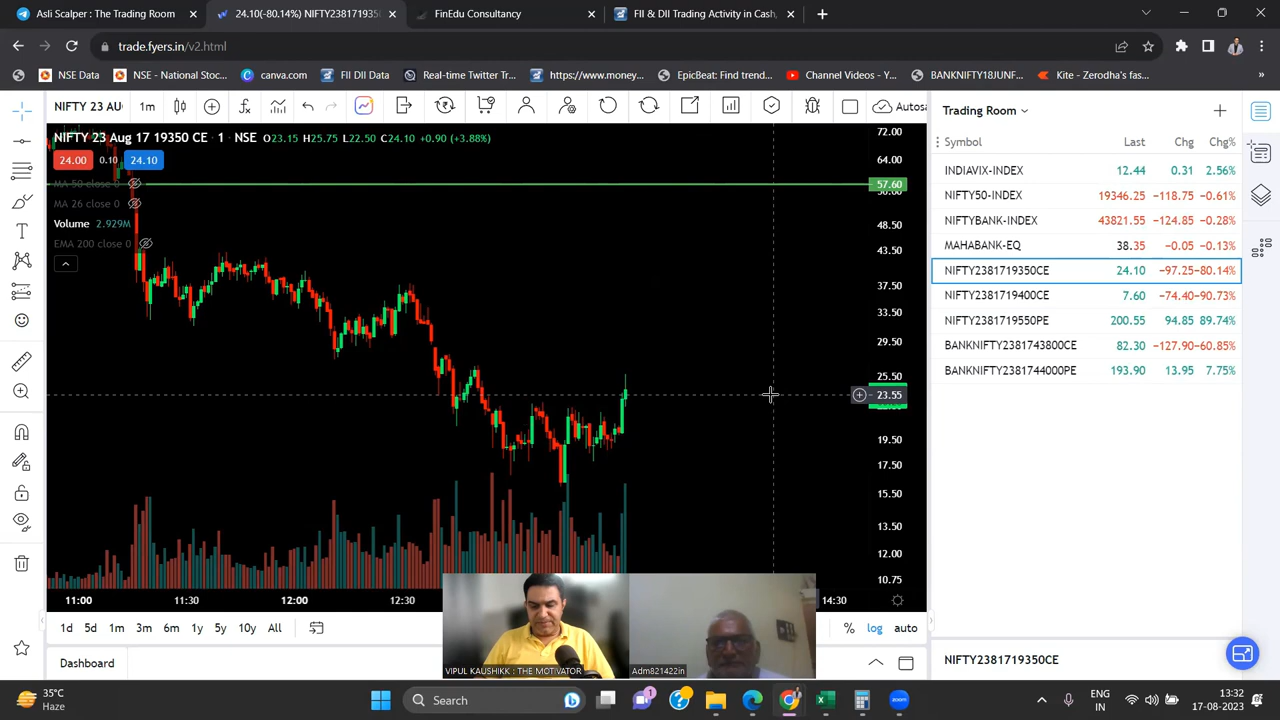 Asli Scalper : The Trading Room
24.10(-80.14%) NIFTY23817193501
FinEdu Consultancy
FII & DII Trading Activity in Cash,
trade.fyers.in/v2.html
NSE Data
NSE - National Stoc...
canva.com
FII DII Data
Real-time Twitter Tr...
https://www.money...
EpicBeat: Find trend...
Channel Videos - Y...
BANKNIFTY18JUNF...
Kite - Zerodha's fas...
»
NIFTY 23 AUG
1m
Autosa
Trading Room
NIFTY 23 Aug 17 19350 CE · 1 · NSE O23.15 H25.75 L22.50 C24.10 +0.90 (+3.88%)
24.00 0.10 24.10
MA 50 close 0
MA 26 close 0
Volume 2.929M
EMA 200 close 0
72.00
64.00
57.60
48.50
43.50
37.50
33.50
29.50
25.50
23.55
19.50
17.50
15.50
13.50
12.00
10.75
Symbol Last Chg Chg%
INDIAVIX-INDEX 12.44 0.31 2.56%
NIFTY50-INDEX 19346.25 −118.75 −0.61%
NIFTYBANK-INDEX 43821.55 −124.85 −0.28%
MAHABANK-EQ 38.35 −0.05 −0.13%
NIFTY2381719350CE 24.10 −97.25 −80.14%
NIFTY2381719400CE 7.60 −74.40 −90.73%
NIFTY2381719550PE 200.55 94.85 89.74%
BANKNIFTY2381743800CE 82.30 −127.90 −60.85%
BANKNIFTY2381744000PE 193.90 13.95 7.75%
11:00 11:30 12:00 12:30 14:30
1d 5d 1m 3m 6m 1y 5y 10y All
% log auto
VIPUL KAUSHIKK : THE MOTIVATOR
Adm821422in
Dashboard
NIFTY2381719350CE
35°C
Haze
Search
1
ENG
IN
13:32
17-08-2023